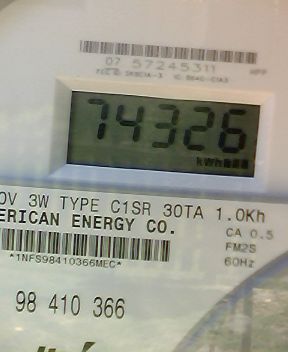 07 57245311
74326
kWh
0V 3W TYPE C1SR 30TA 1.0Kh
ERICAN ENERGY CO.
CA 0.5
FM2S
*1NFS98410366MEC*
60Hz
98 410 366